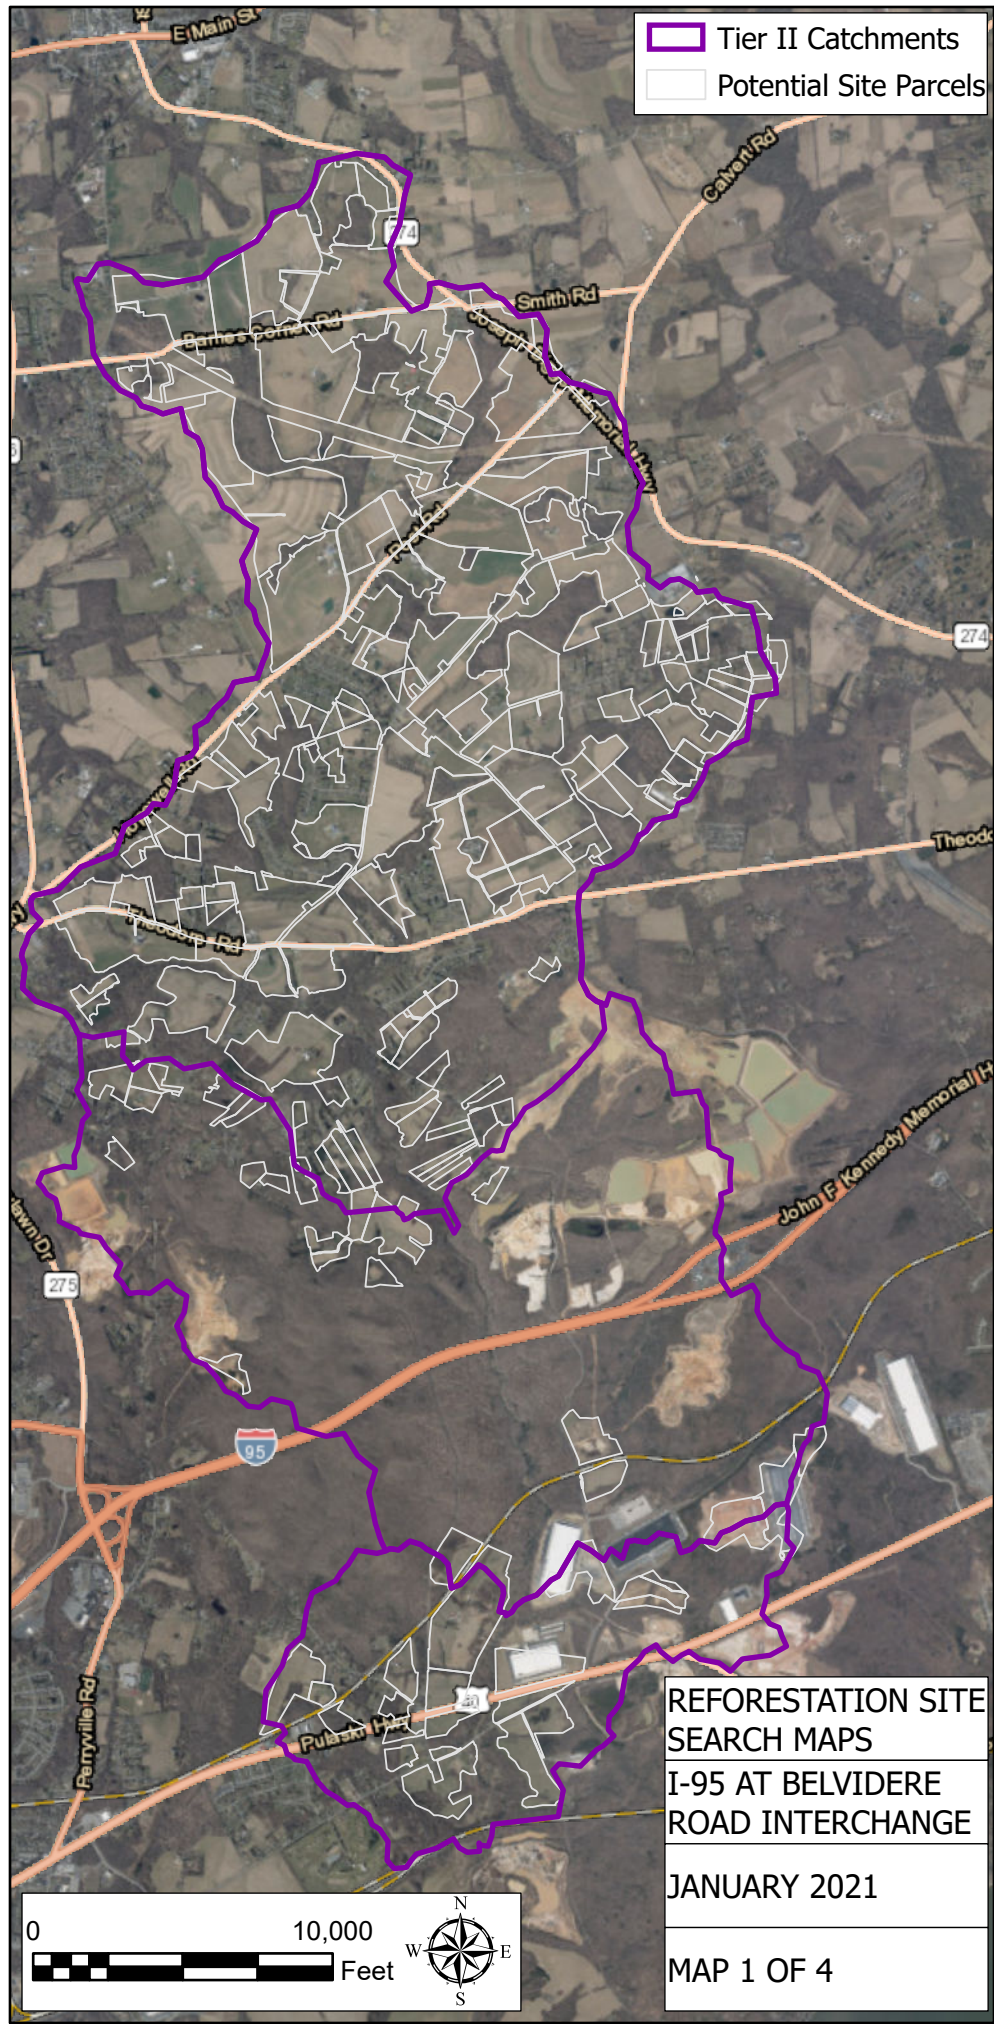 E Main St
Tier II Catchments
Potential Site Parcels
Calvert Rd
274
Smith Rd
Barnes Corner Rd
Joseph
Memorial Hwy
Rd
274
Theodore Rd
John F Kennedy Memorial H
275
95
Perryville Rd
Pulaski Hwy
40
REFORESTATION SITE
SEARCH MAPS
I-95 AT BELVIDERE
ROAD INTERCHANGE
JANUARY 2021
MAP 1 OF 4
0
10,000
Feet
N
W
E
S